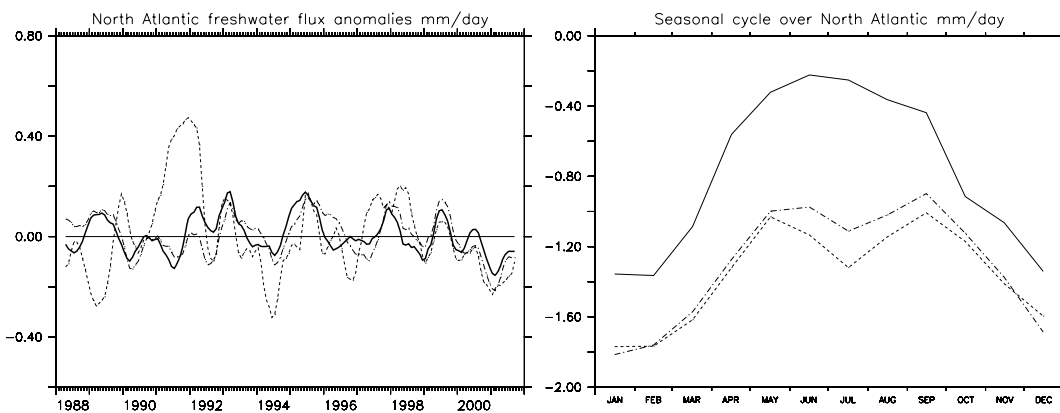 North Atlantic freshwater flux anomalies mm/day
0.80
0.40
0.00
−0.40
1988 1990 1992 1994 1996 1998 2000
Seasonal cycle over North Atlantic mm/day
0.00
−0.40
−0.80
−1.20
−1.60
−2.00
JAN FEB MAR APR MAY JUN JUL AUG SEP OCT NOV DEC